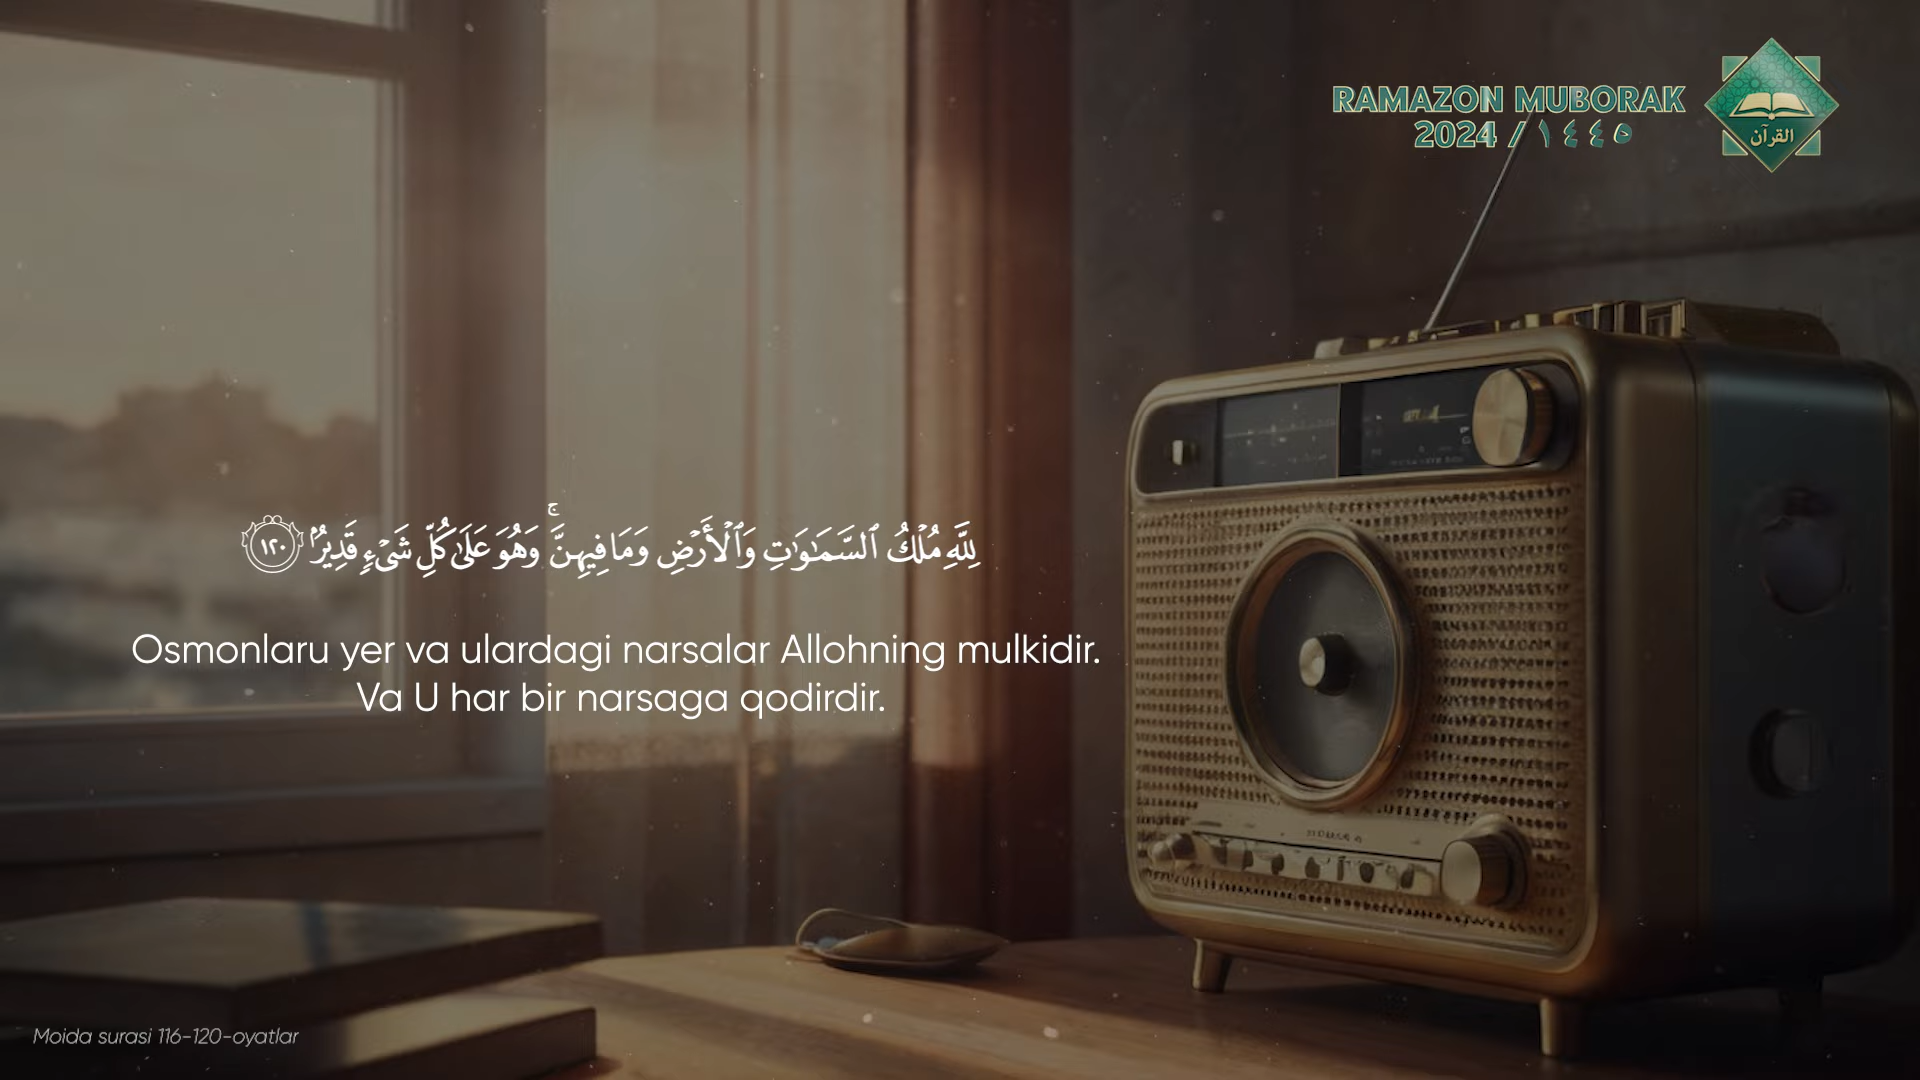 RAMAZON MUBORAK
2024 / ١٤٤٥
القرآن
لِلَّهِ مُلْكُ ٱلسَّمَـٰوَٰتِ وَٱلْأَرْضِ وَمَا فِيهِنَّ ۚ وَهُوَ عَلَىٰ كُلِّ شَىْءٍ قَدِيرٌۢ ١٢٠
Osmonlaru yer va ulardagi narsalar Allohning mulkidir.
Va U har bir narsaga qodirdir.
Moida surasi 116-120-oyatlar